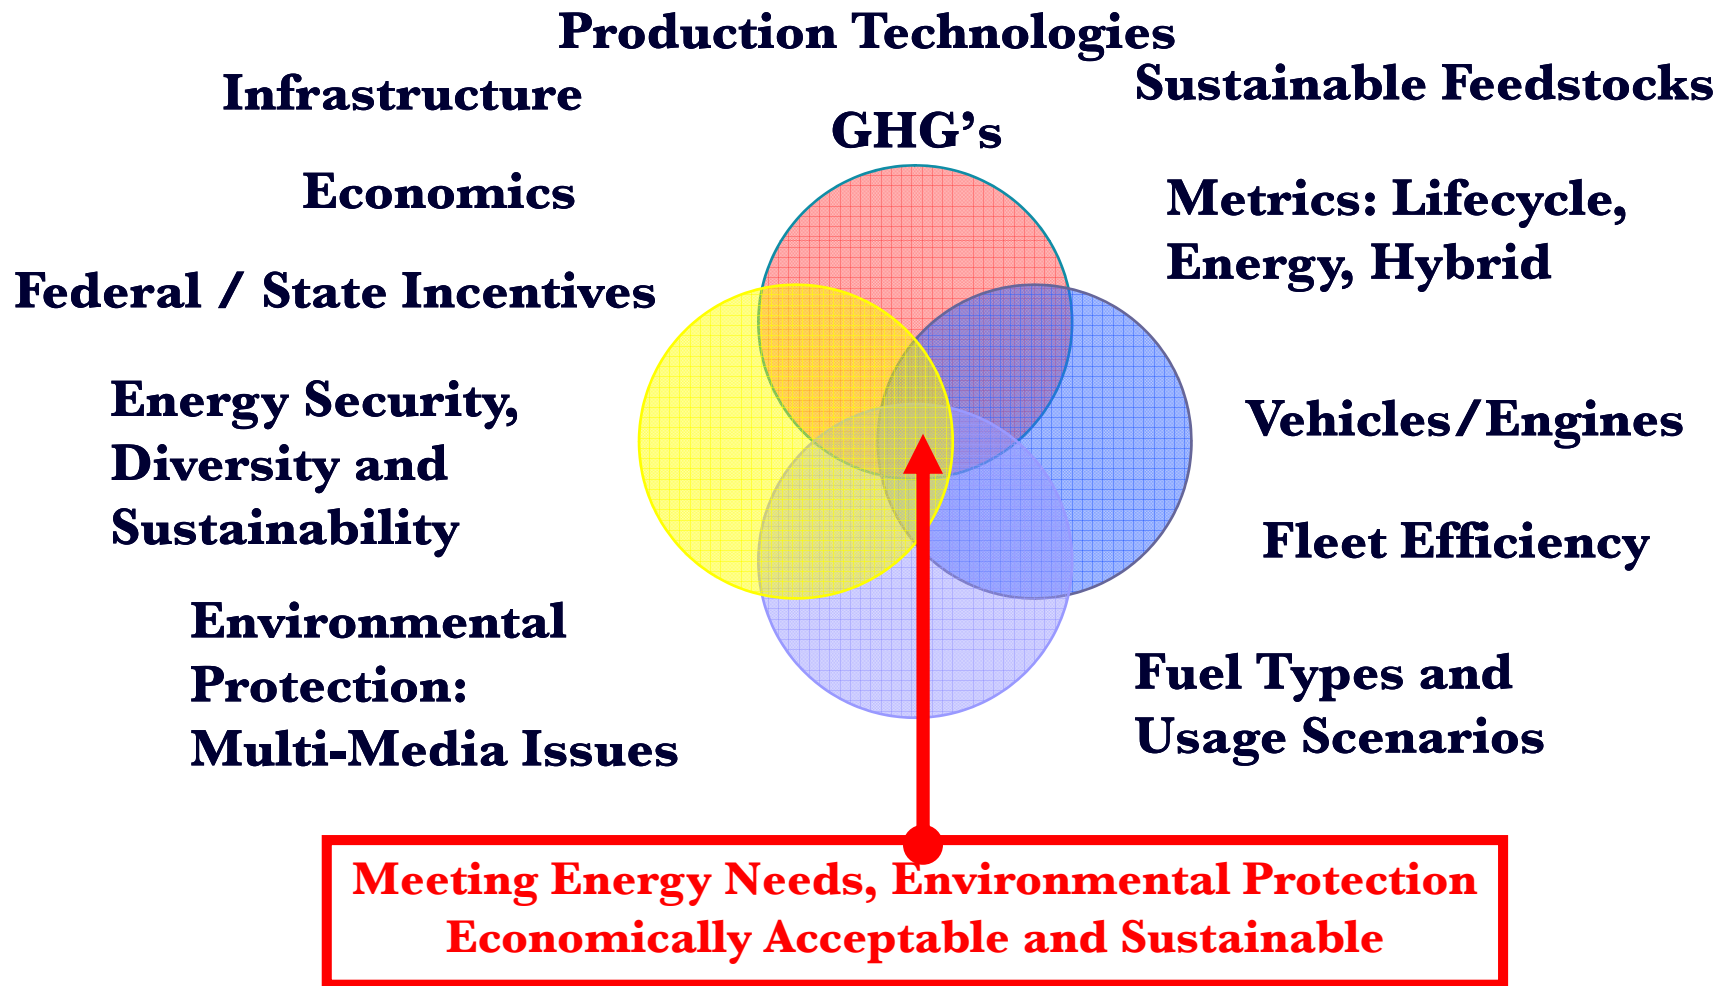 Production Technologies
Infrastructure
Sustainable Feedstocks
GHG’s
Economics
Metrics: Lifecycle,
Energy, Hybrid
Federal / State Incentives
Energy Security,
Diversity and
Sustainability
Vehicles/Engines
Fleet Efficiency
Environmental
Protection:
Multi-Media Issues
Fuel Types and
Usage Scenarios
Meeting Energy Needs, Environmental Protection
Economically Acceptable and Sustainable